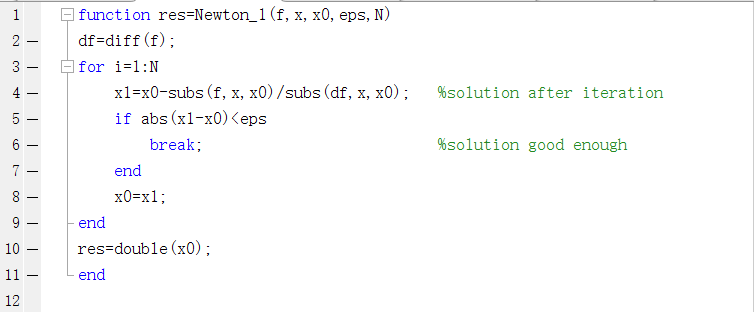 1 function res=Newton_1(f,x,x0,eps,N)
2 — df=diff(f);
3 — for i=1:N
4 — x1=x0-subs(f,x,x0)/subs(df,x,x0); %solution after iteration
5 — if abs(x1-x0)<eps
6 — break; %solution good enough
7 — end
8 — x0=x1;
9 — end
10 — res=double(x0);
11 — end
12